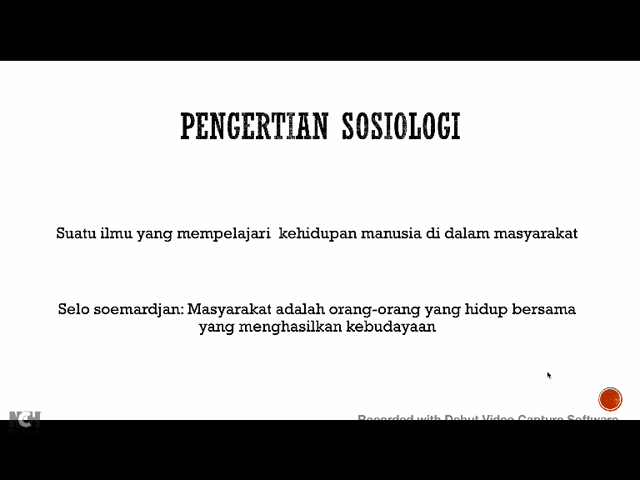 PENGERTIAN SOSIOLOGI
Suatu ilmu yang mempelajari kehidupan manusia di dalam masyarakat
Selo soemardjan: Masyarakat adalah orang-orang yang hidup bersama
yang menghasilkan kebudayaan
Recorded with Debut Video Capture Software
NCH